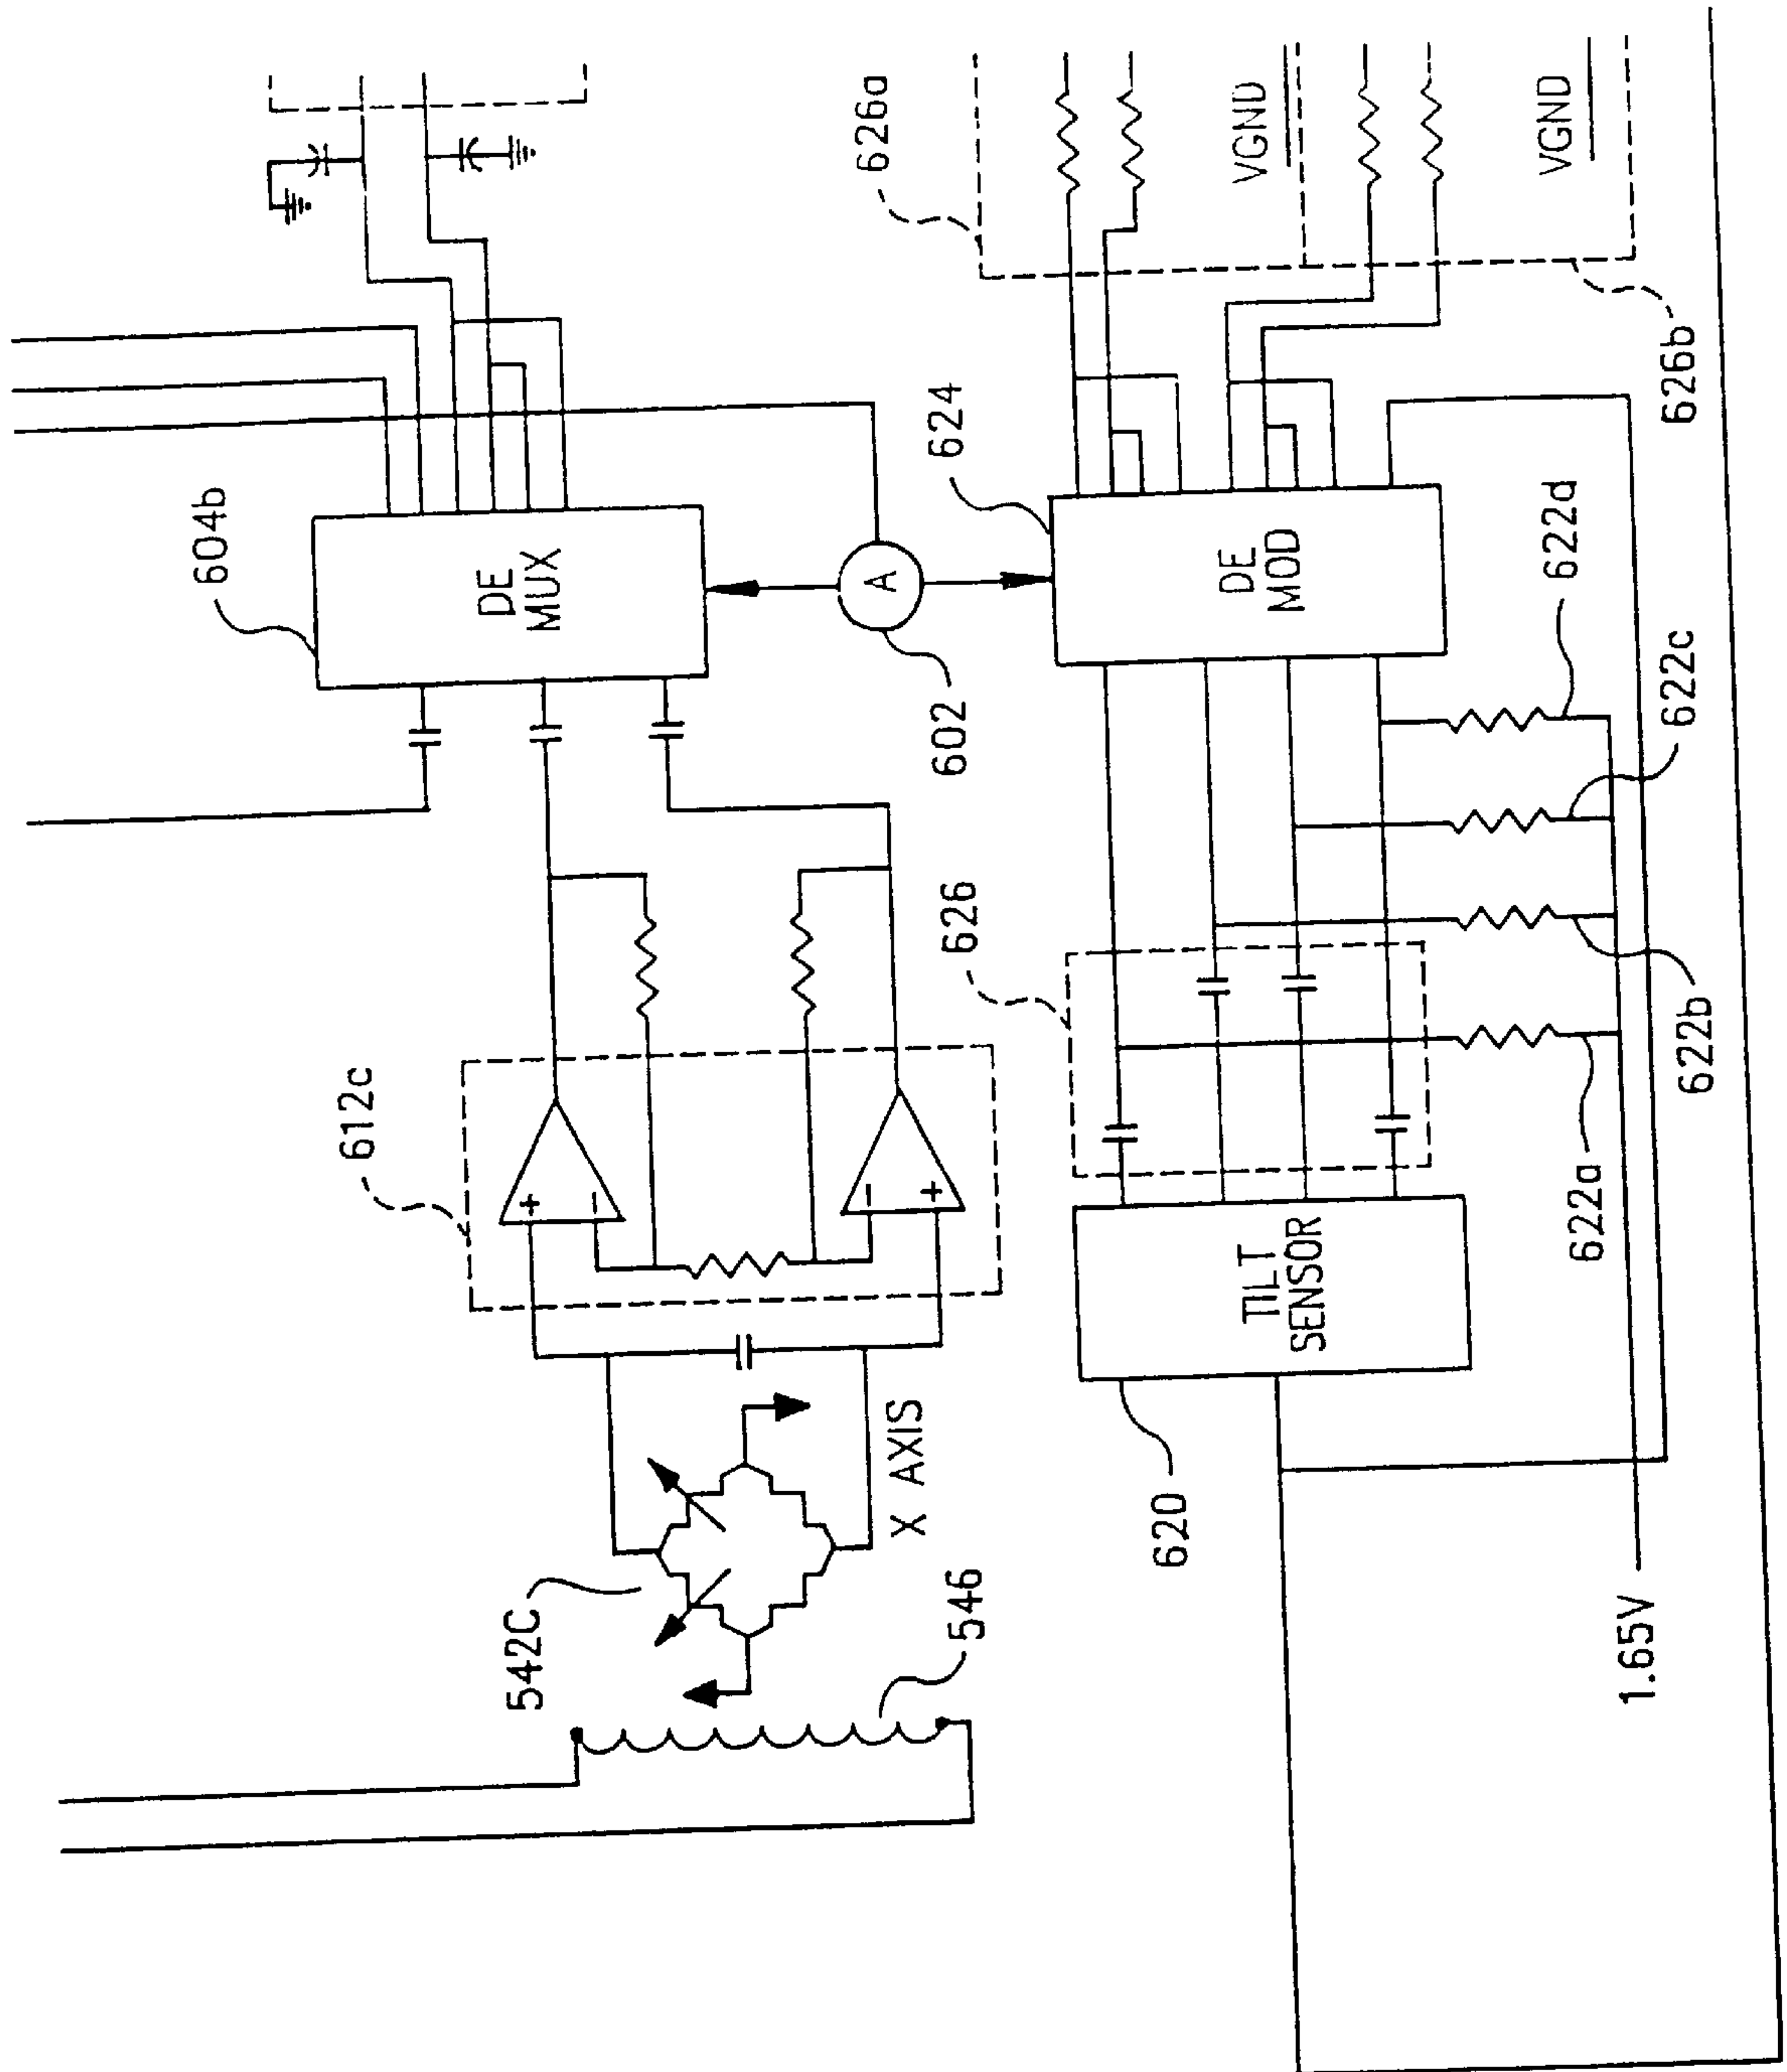 604b
DE
MUX
612c
542C
546
X AXIS
A
602
626a
VGND
VGND
626b
624
DE
MOD
626
TILT
SENSOR
620
622a
622b
622c
622d
1.65V
+
−
−
+